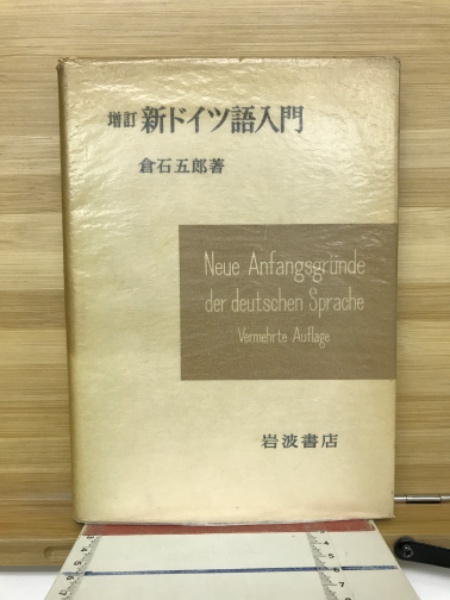 増訂 新ドイツ語入門
倉石五郎著
Neue Anfangsgründe
der deutschen Sprache
Vermehrte Auflage
岩波書店